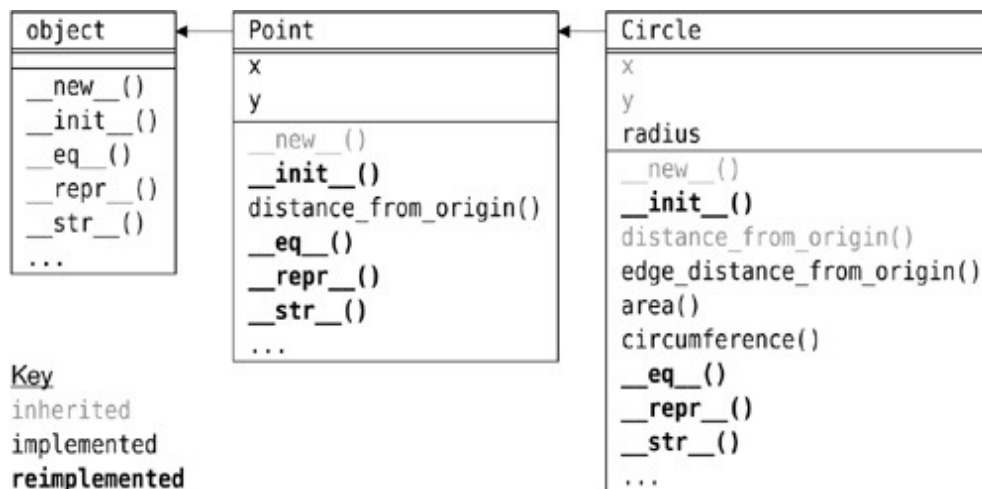 object
__new__()
__init__()
__eq__()
__repr__()
__str__()
...
Point
x
y
__new__()
__init__()
distance_from_origin()
__eq__()
__repr__()
__str__()
...
Circle
x
y
radius
__new__()
__init__()
distance_from_origin()
edge_distance_from_origin()
area()
circumference()
__eq__()
__repr__()
__str__()
...
Key
inherited
implemented
reimplemented